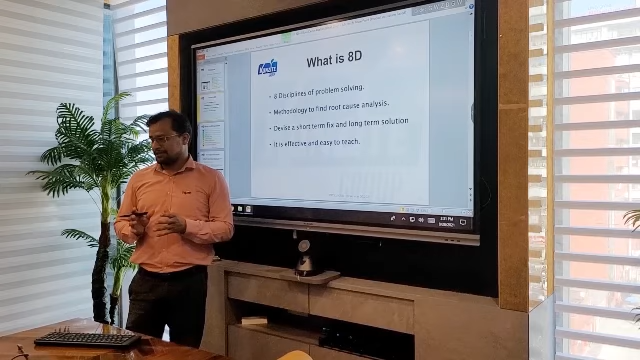 What is 8D
• 8 Disciplines of problem solving.
• Methodology to find root cause analysis.
• Devise a short term fix and long term solution
• It is effective and easy to teach.